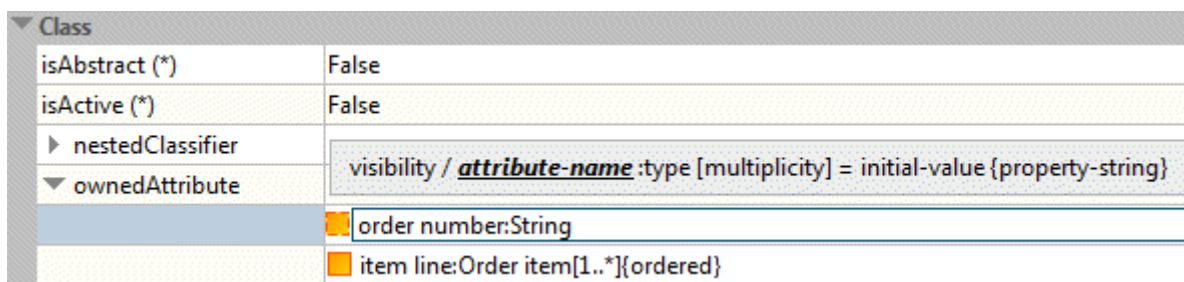 Class
isAbstract (*) False
isActive (*) False
nestedClassifier
visibility / attribute-name :type [multiplicity] = initial-value {property-string}
ownedAttribute
order number:String
item line:Order item[1..*]{ordered}